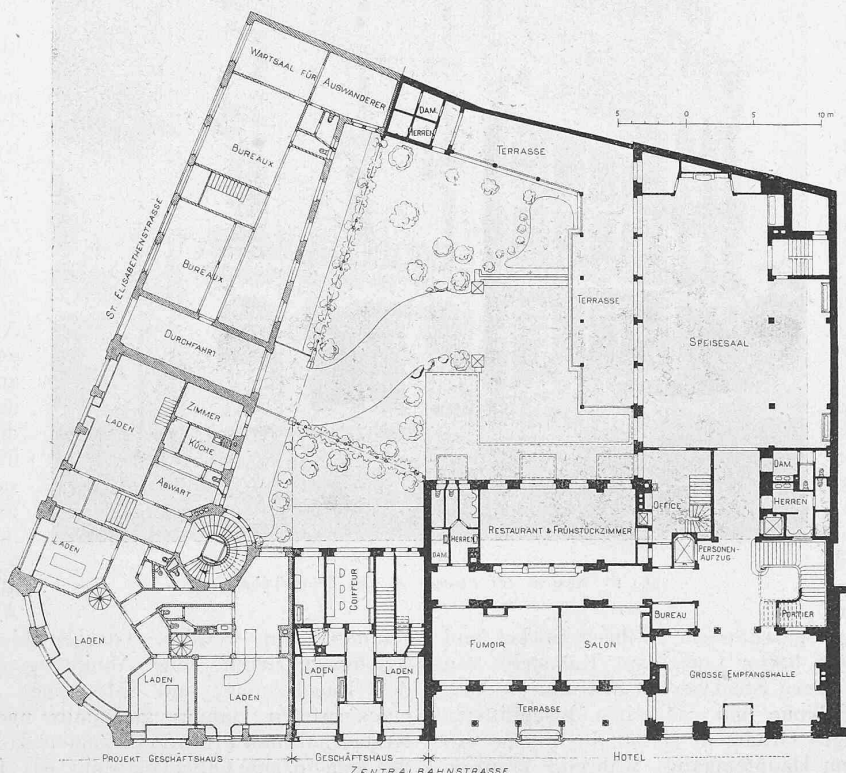 WARTSAAL FÜR
AUSWANDERER
DAM.
HERREN
5 0 5 10 m
TERRASSE
BUREAUX
ST. ELISABETHENSTRASSE
BUREAUX
TERRASSE
DURCHFAHRT
SPEISESAAL
LADEN
ZIMMER
KÜCHE
ABWART
DAM.
HERREN
OFFICE
RESTAURANT & FRÜHSTÜCKZIMMER
DAM.
HERREN
PERSONEN-
AUFZUG
LADEN
COIFFEUR
BUREAU
PORTIER
LADEN
FUMOIR
SALON
GROSSE EMPFANGSHALLE
LADEN
LADEN
LADEN
LADEN
TERRASSE
PROJEKT GESCHÄFTSHAUS
GESCHÄFTSHAUS
HOTEL
ZENTRALBAHNSTRASSE